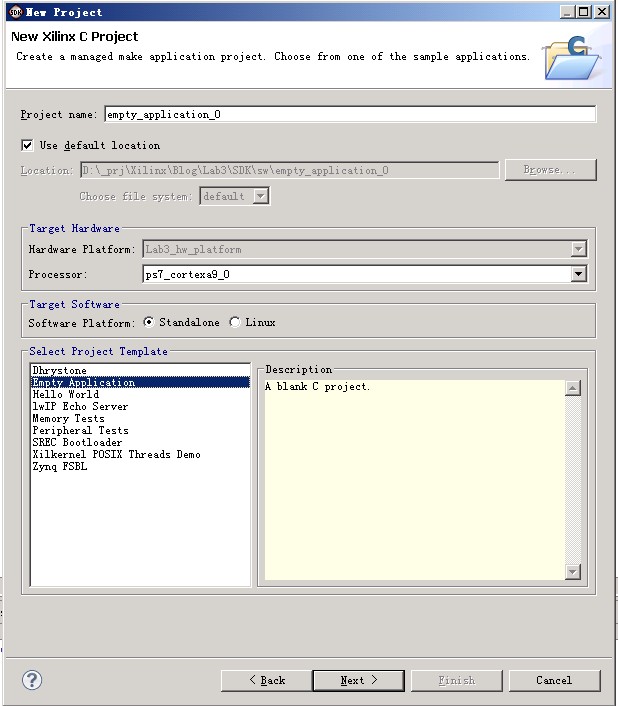 New Project
New Xilinx C Project
Create a managed make application project. Choose from one of the sample applications.
Project name: empty_application_0
Use default location
Location: D:\_prj\Xilinx\Blog\Lab3\SDK\sw\empty_application_0 Browse...
Choose file system: default
Target Hardware
Hardware Platform: Lab3_hw_platform
Processor: ps7_cortexa9_0
Target Software
Software Platform: Standalone Linux
Select Project Template
Dhrystone
Empty Application
Hello World
lwIP Echo Server
Memory Tests
Peripheral Tests
SREC Bootloader
Xilkernel POSIX Threads Demo
Zynq FSBL
Description
A blank C project.
< Back Next > Finish Cancel